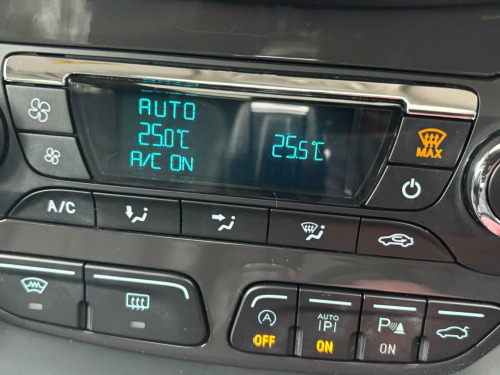 AUTO
25.0°C 25.5°C
A/C ON
MAX
A/C
A
AUTO
P
P
OFF
ON
ON